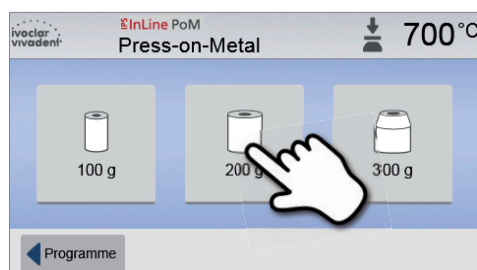 ivoclar
vivadent
IPS InLine PoM
Press-on-Metal
700°C
100 g
200 g
300 g
Programme